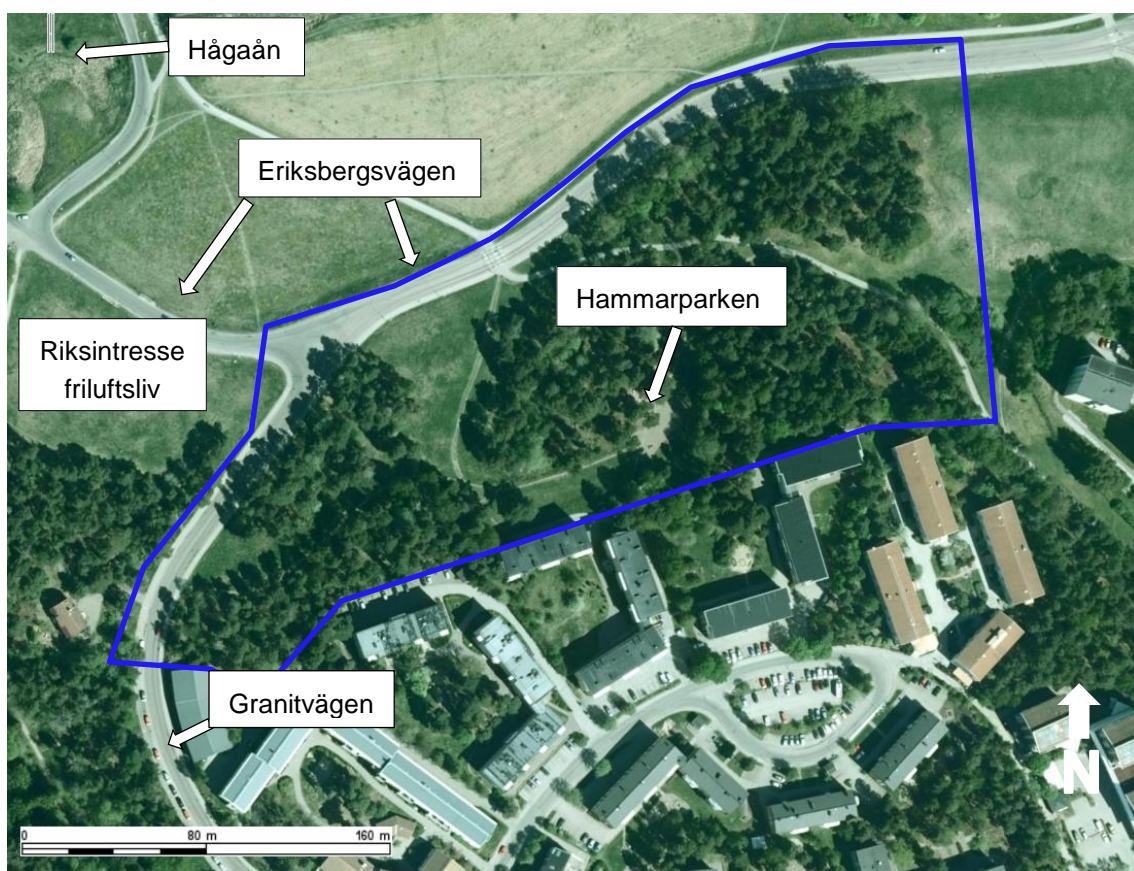 Hågaån
Eriksbergsvägen
Hammarparken
Riksintresse
friluftsliv
Granitvägen
N
0 80 m 160 m